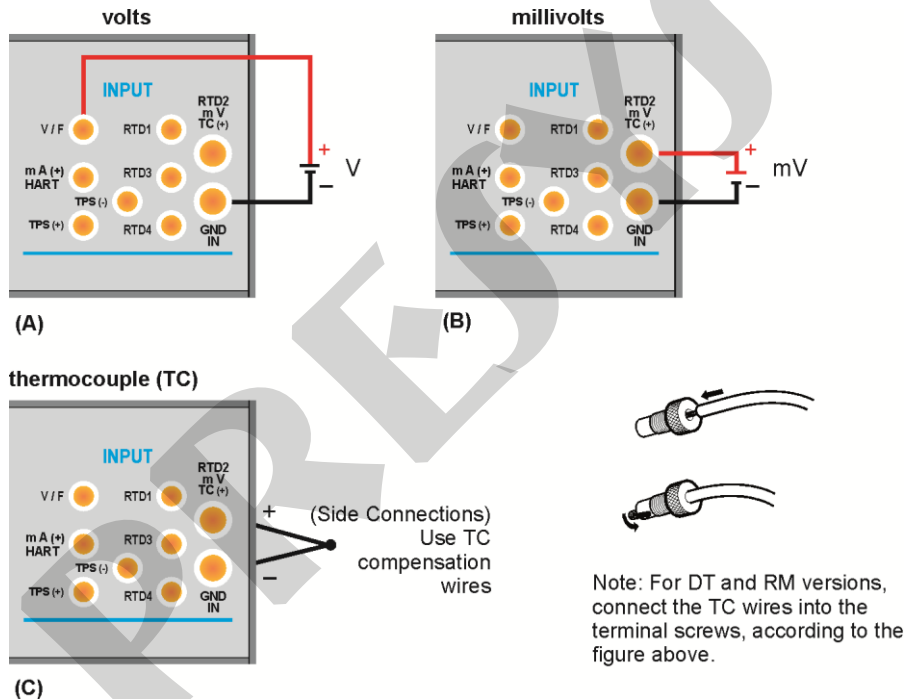 volts
INPUT
RTD2
m V
TC (+)
V / F
RTD1
m A (+)
HART
RTD3
TPS (-)
TPS (+)
RTD4
GND
IN
+
V
–
(A)
millivolts
INPUT
RTD2
m V
TC (+)
V / F
RTD1
m A (+)
HART
RTD3
TPS (-)
TPS (+)
RTD4
GND
IN
+
mV
–
(B)
thermocouple (TC)
INPUT
RTD2
m V
TC (+)
V / F
RTD1
m A (+)
HART
RTD3
TPS (-)
TPS (+)
RTD4
GND
IN
+
–
(Side Connections)
Use TC
compensation
wires
(C)
Note: For DT and RM versions,
connect the TC wires into the
terminal screws, according to the
figure above.
PRESYS